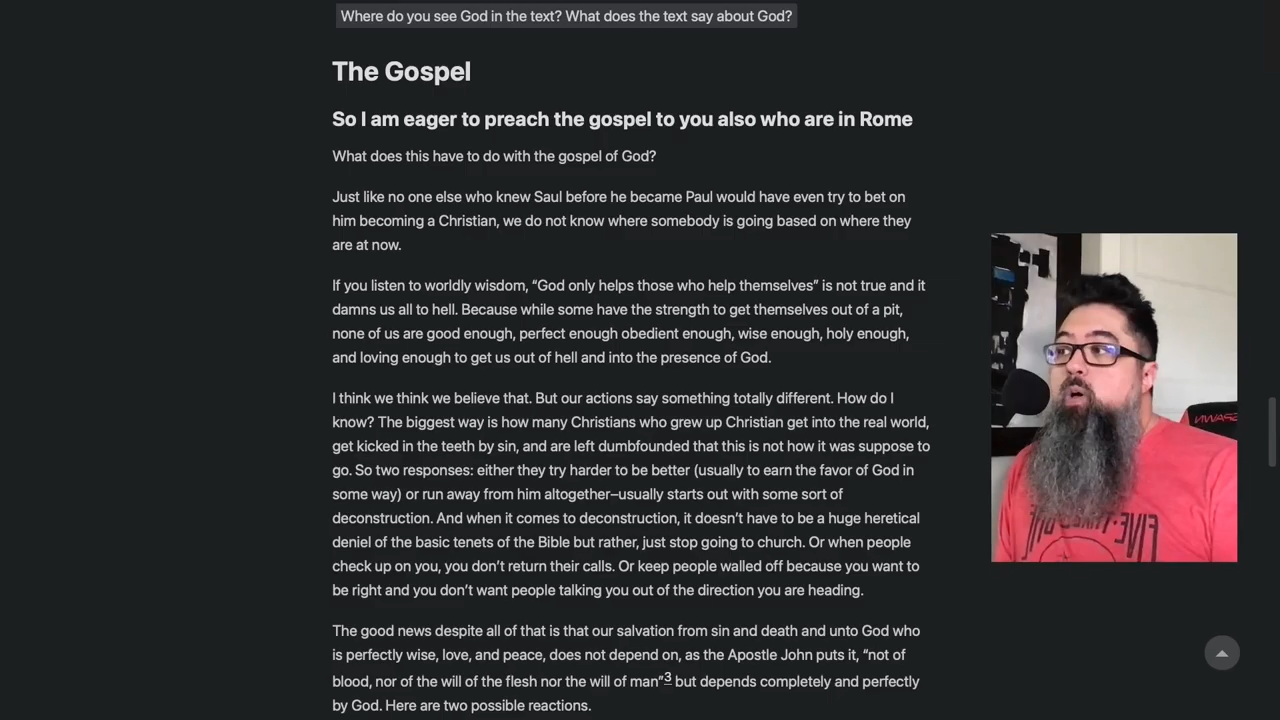 Where do you see God in the text? What does the text say about God?
The Gospel
So I am eager to preach the gospel to you also who are in Rome
What does this have to do with the gospel of God?
Just like no one else who knew Saul before he became Paul would have even try to bet on
him becoming a Christian, we do not know where somebody is going based on where they
are at now.
If you listen to worldly wisdom, “God only helps those who help themselves” is not true and it
damns us all to hell. Because while some have the strength to get themselves out of a pit,
none of us are good enough, perfect enough obedient enough, wise enough, holy enough,
and loving enough to get us out of hell and into the presence of God.
I think we think we believe that. But our actions say something totally different. How do I
know? The biggest way is how many Christians who grew up Christian get into the real world,
get kicked in the teeth by sin, and are left dumbfounded that this is not how it was suppose to
go. So two responses: either they try harder to be better (usually to earn the favor of God in
some way) or run away from him altogether–usually starts out with some sort of
deconstruction. And when it comes to deconstruction, it doesn’t have to be a huge heretical
deniel of the basic tenets of the Bible but rather, just stop going to church. Or when people
check up on you, you don’t return their calls. Or keep people walled off because you want to
be right and you don’t want people talking you out of the direction you are heading.
The good news despite all of that is that our salvation from sin and death and unto God who
is perfectly wise, love, and peace, does not depend on, as the Apostle John puts it, “not of
blood, nor of the will of the flesh nor the will of man”3 but depends completely and perfectly
by God. Here are two possible reactions.